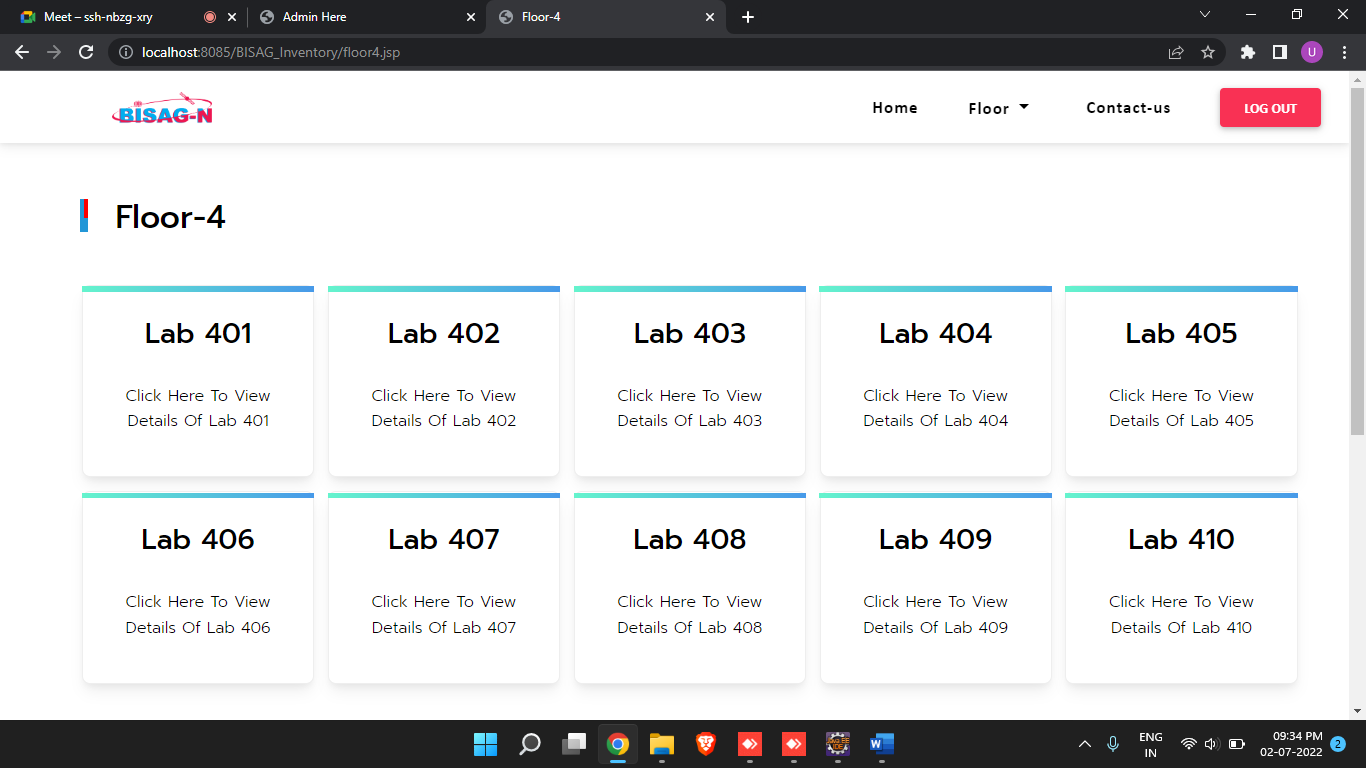 Meet – ssh-nbzg-xry
Admin Here
Floor-4
localhost:8085/BISAG_Inventory/floor4.jsp
U
BISAG-N
Home
Floor
Contact-us
LOG OUT
Floor-4
Lab 401
Click Here To View
Details Of Lab 401
Lab 402
Click Here To View
Details Of Lab 402
Lab 403
Click Here To View
Details Of Lab 403
Lab 404
Click Here To View
Details Of Lab 404
Lab 405
Click Here To View
Details Of Lab 405
Lab 406
Click Here To View
Details Of Lab 406
Lab 407
Click Here To View
Details Of Lab 407
Lab 408
Click Here To View
Details Of Lab 408
Lab 409
Click Here To View
Details Of Lab 409
Lab 410
Click Here To View
Details Of Lab 410
Java EE
IDE
W
ENG
IN
09:34 PM
02-07-2022
2